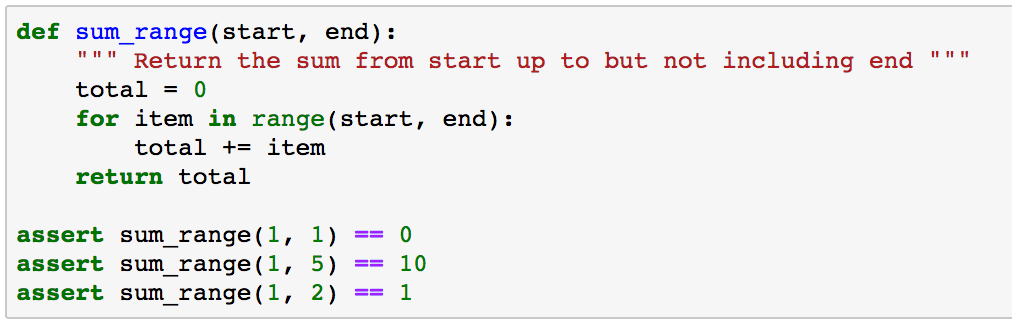 def sum_range(start, end):
    """ Return the sum from start up to but not including end """
    total = 0
    for item in range(start, end):
        total += item
    return total

assert sum_range(1, 1) == 0
assert sum_range(1, 5) == 10
assert sum_range(1, 2) == 1